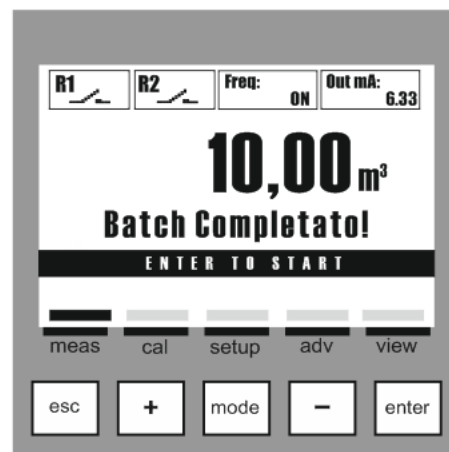 R1 R2 Freq: ON Out mA: 6.33
10,00 m³
Batch Completato!
ENTER TO START
meas cal setup adv view
esc + mode − enter